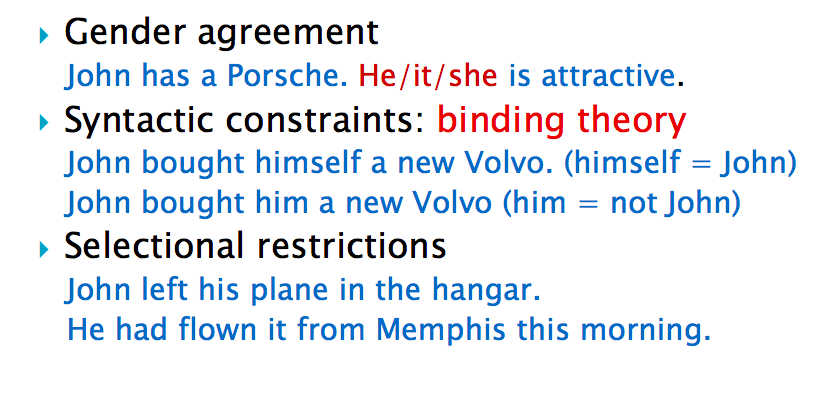 Gender agreement
John has a Porsche. He/it/she is attractive.
Syntactic constraints: binding theory
John bought himself a new Volvo. (himself = John)
John bought him a new Volvo (him = not John)
Selectional restrictions
John left his plane in the hangar.
He had flown it from Memphis this morning.